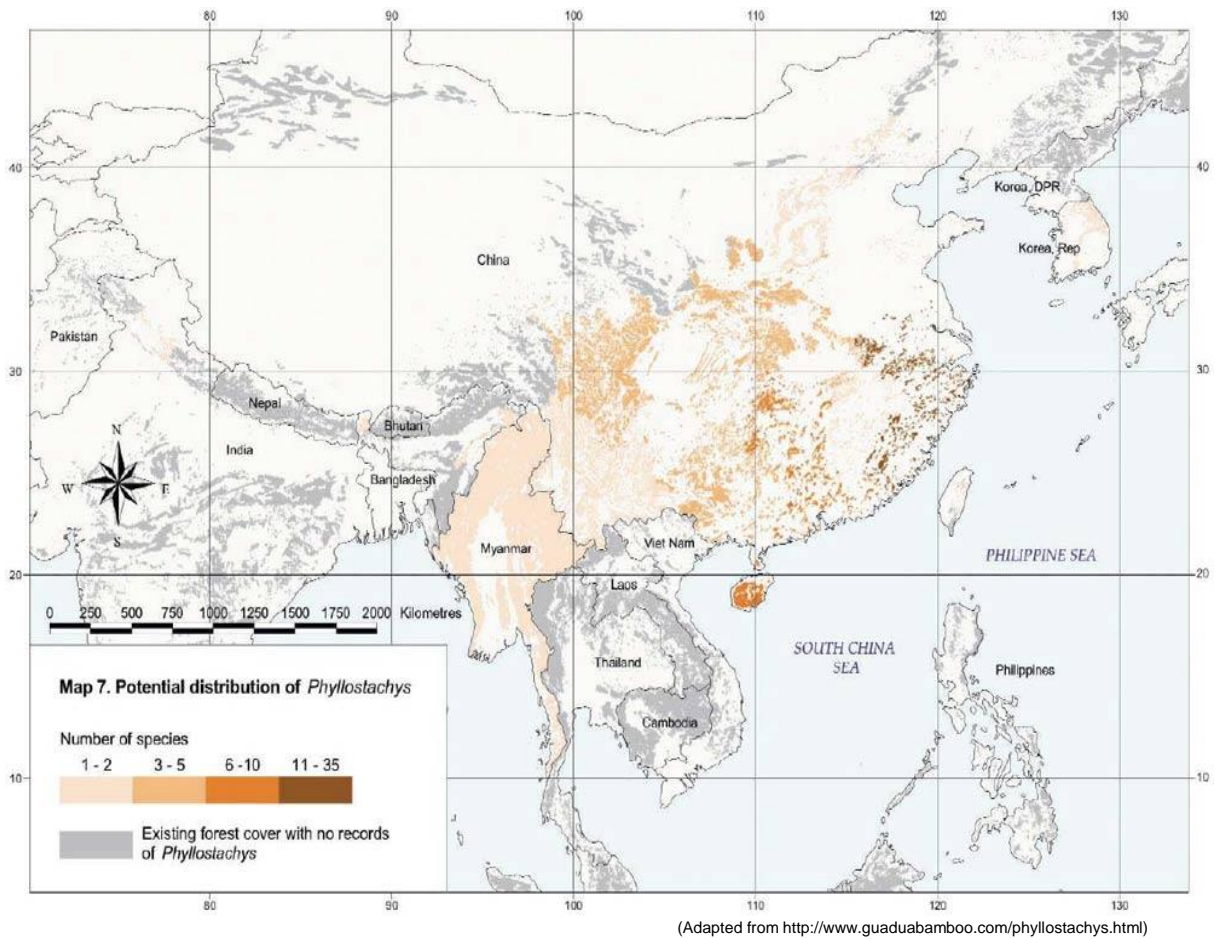 80 90 100 110 120 130
40 40
Korea, DPR
Korea, Rep
China
Pakistan
30 30
Nepal
Bhutan
N
India
W E
Bangladesh
S
Myanmar
Viet Nam
PHILIPPINE SEA
20 20
Laos
0 250 500 750 1000 1250 1500 1750 2000 Kilometres
SOUTH CHINA
SEA
Thailand
Philippines
Cambodia
Map 7. Potential distribution of Phyllostachys
Number of species
1 - 2 3 - 5 6 -10 11 - 35
10 10
Existing forest cover with no records
of Phyllostachys
80 90 100 110 120 130
(Adapted from http://www.guaduabamboo.com/phyllostachys.html)